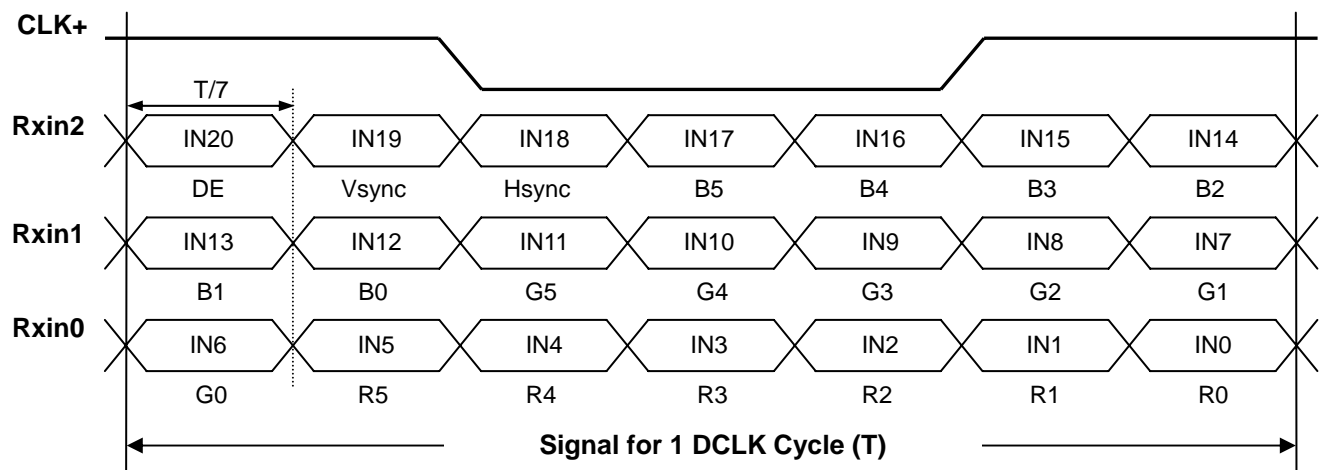 CLK+
T/7
Rxin2 IN20 IN19 IN18 IN17 IN16 IN15 IN14
DE Vsync Hsync B5 B4 B3 B2
Rxin1 IN13 IN12 IN11 IN10 IN9 IN8 IN7
B1 B0 G5 G4 G3 G2 G1
Rxin0 IN6 IN5 IN4 IN3 IN2 IN1 IN0
G0 R5 R4 R3 R2 R1 R0
Signal for 1 DCLK Cycle (T)